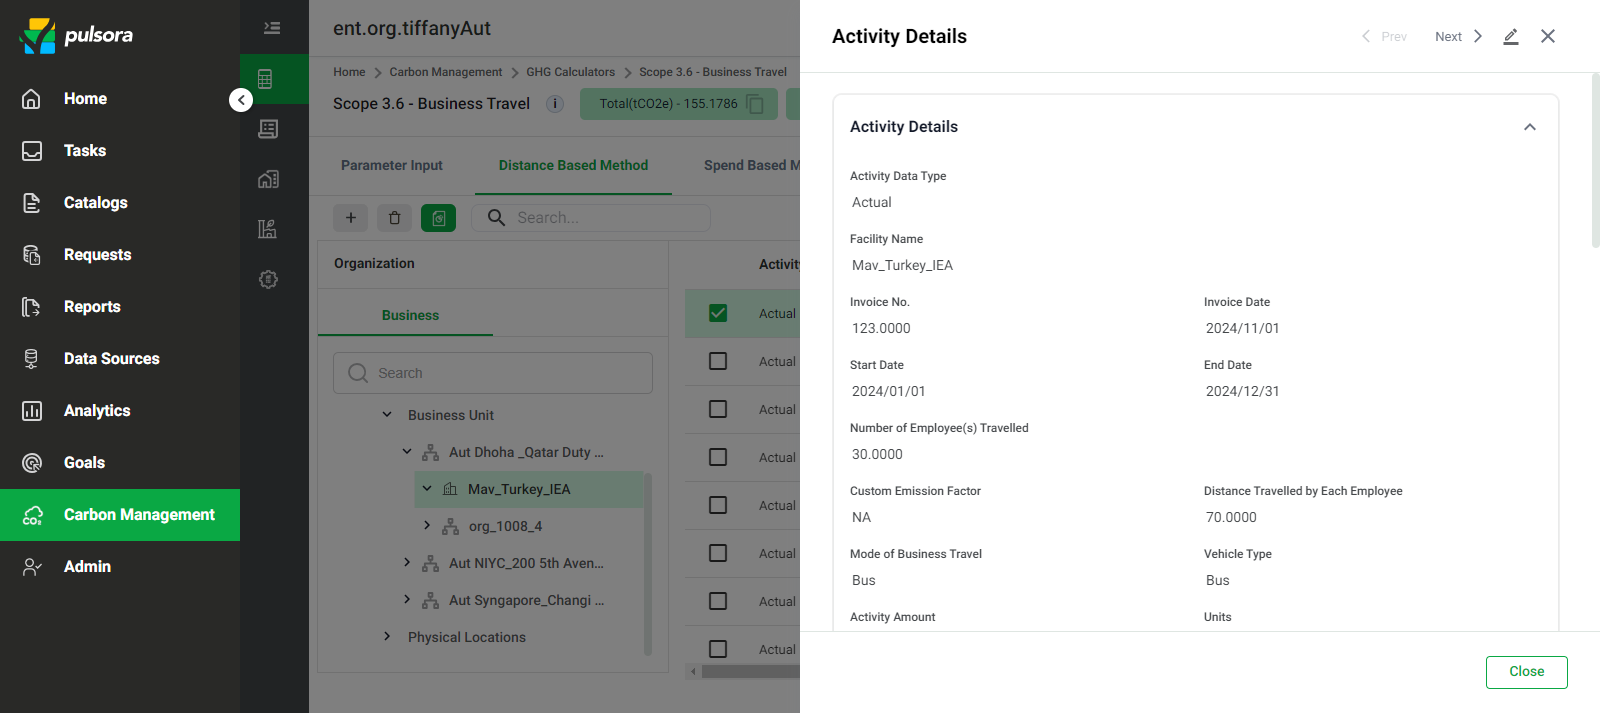 pulsora
Home
Tasks
Catalogs
Requests
Reports
Data Sources
Analytics
Goals
Carbon Management
Admin
ent.org.tiffanyAut
Home > Carbon Management > GHG Calculators > Scope 3.6 - Business Travel
Scope 3.6 - Business Travel
Total(tCO2e) - 155.1786
Parameter Input
Distance Based Method
Spend Based M
Search...
Organization
Business
Search
Business Unit
Aut Dhoha _Qatar Duty ...
Mav_Turkey_IEA
org_1008_4
Aut NIYC_200 5th Aven...
Aut Syngapore_Changi ...
Physical Locations
Activity
Actual
Actual
Actual
Actual
Actual
Actual
Actual
Actual
Activity Details
Prev
Next
Activity Details
Activity Data Type
Actual
Facility Name
Mav_Turkey_IEA
Invoice No.
Invoice Date
123.0000
2024/11/01
Start Date
End Date
2024/01/01
2024/12/31
Number of Employee(s) Travelled
30.0000
Custom Emission Factor
Distance Travelled by Each Employee
NA
70.0000
Mode of Business Travel
Vehicle Type
Bus
Bus
Activity Amount
Units
Close